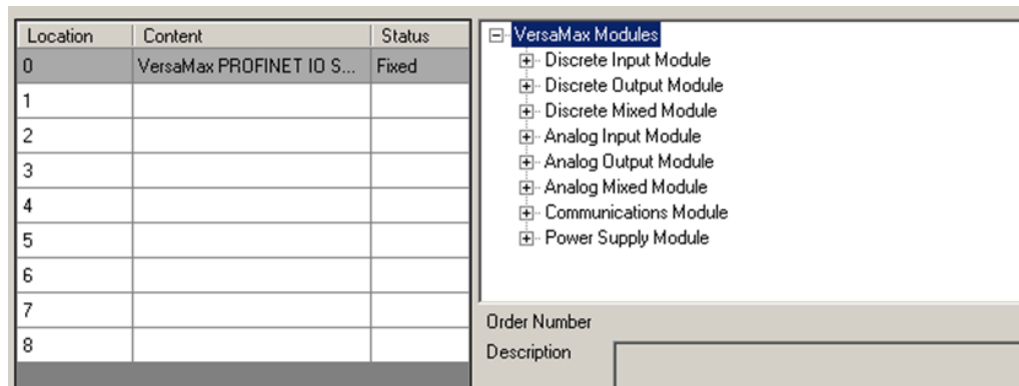 Location Content Status
0 VersaMax PROFINET IO S... Fixed
1
2
3
4
5
6
7
8
VersaMax Modules
Discrete Input Module
Discrete Output Module
Discrete Mixed Module
Analog Input Module
Analog Output Module
Analog Mixed Module
Communications Module
Power Supply Module
Order Number
Description